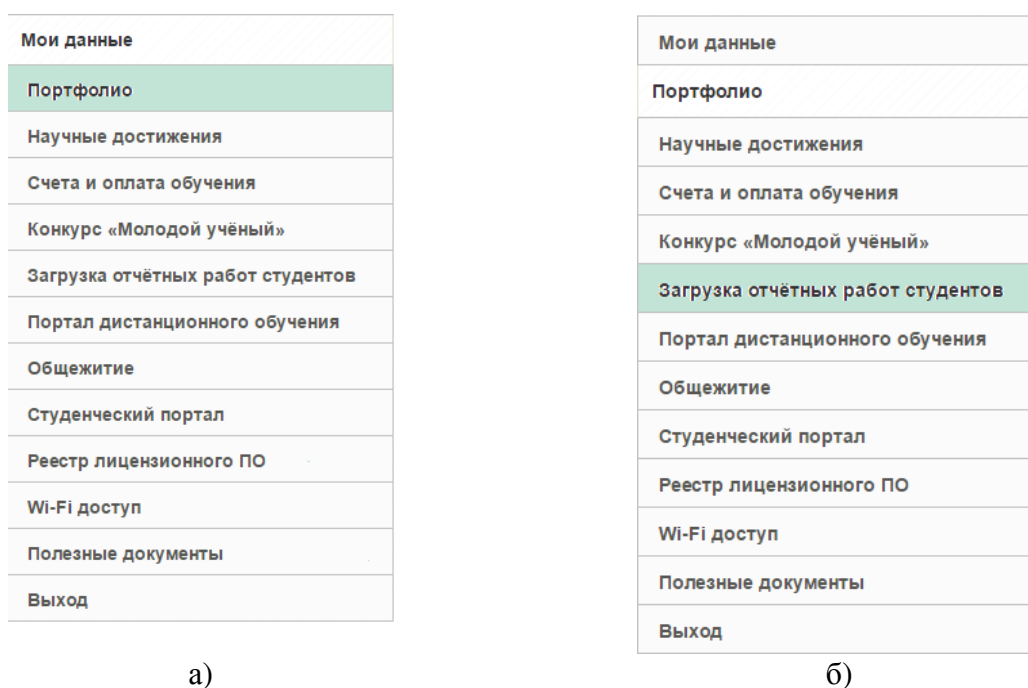 Мои данные
Портфолио
Научные достижения
Счета и оплата обучения
Конкурс «Молодой учёный»
Загрузка отчётных работ студентов
Портал дистанционного обучения
Общежитие
Студенческий портал
Реестр лицензионного ПО
Wi-Fi доступ
Полезные документы
Выход
а)
Мои данные
Портфолио
Научные достижения
Счета и оплата обучения
Конкурс «Молодой учёный»
Загрузка отчётных работ студентов
Портал дистанционного обучения
Общежитие
Студенческий портал
Реестр лицензионного ПО
Wi-Fi доступ
Полезные документы
Выход
б)